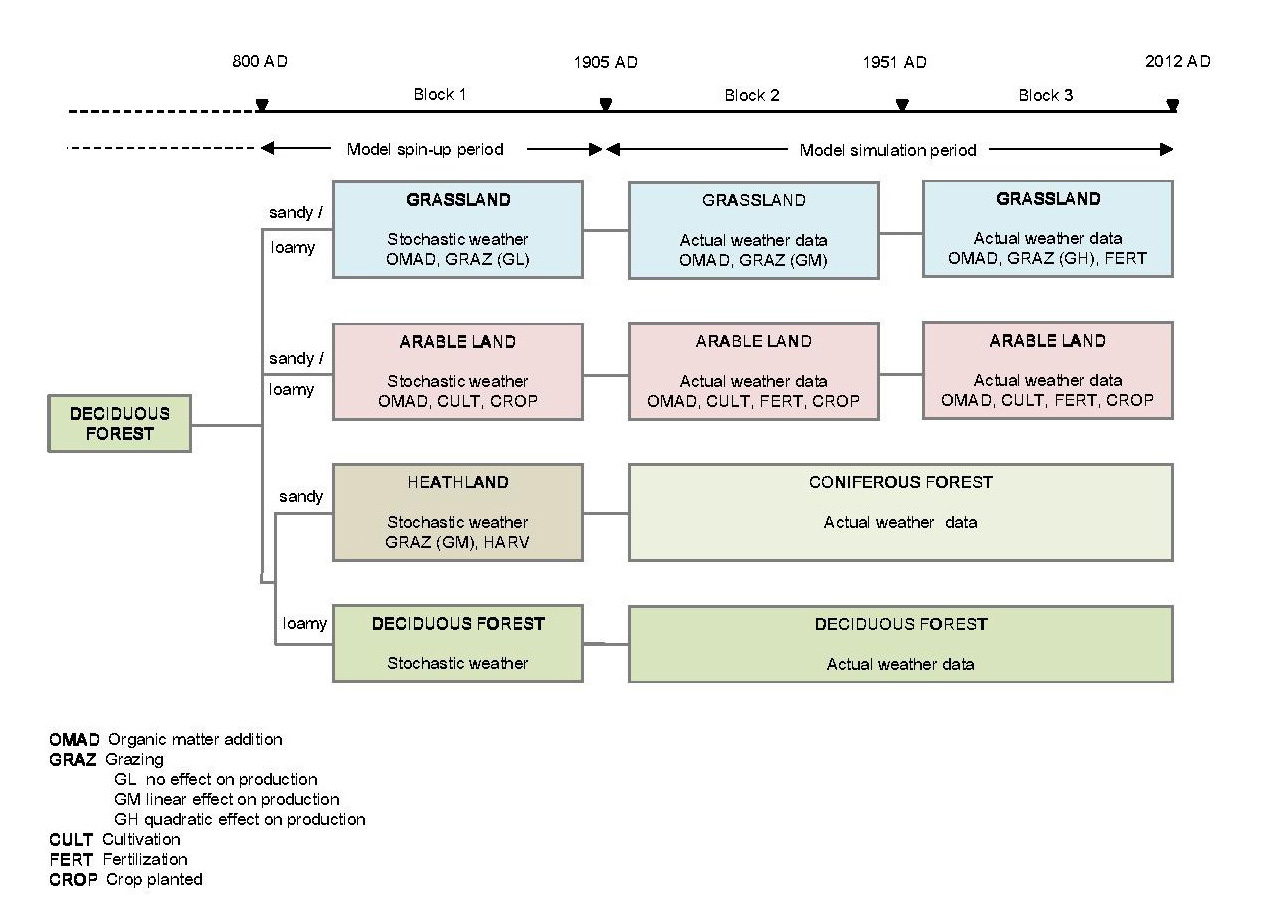 800 AD 1905 AD 1951 AD 2012 AD
Block 1 Block 2 Block 3
Model spin-up period Model simulation period
sandy /
loamy
GRASSLAND
Stochastic weather
OMAD, GRAZ (GL)
GRASSLAND
Actual weather data
OMAD, GRAZ (GM)
GRASSLAND
Actual weather data
OMAD, GRAZ (GH), FERT
sandy /
loamy
ARABLE LAND
Stochastic weather
OMAD, CULT, CROP
ARABLE LAND
Actual weather data
OMAD, CULT, FERT, CROP
ARABLE LAND
Actual weather data
OMAD, CULT, FERT, CROP
DECIDUOUS
FOREST
sandy
HEATHLAND
Stochastic weather
GRAZ (GM), HARV
CONIFEROUS FOREST
Actual weather data
loamy
DECIDUOUS FOREST
Stochastic weather
DECIDUOUS FOREST
Actual weather data
OMAD Organic matter addition
GRAZ Grazing
GL no effect on production
GM linear effect on production
GH quadratic effect on production
CULT Cultivation
FERT Fertilization
CROP Crop planted